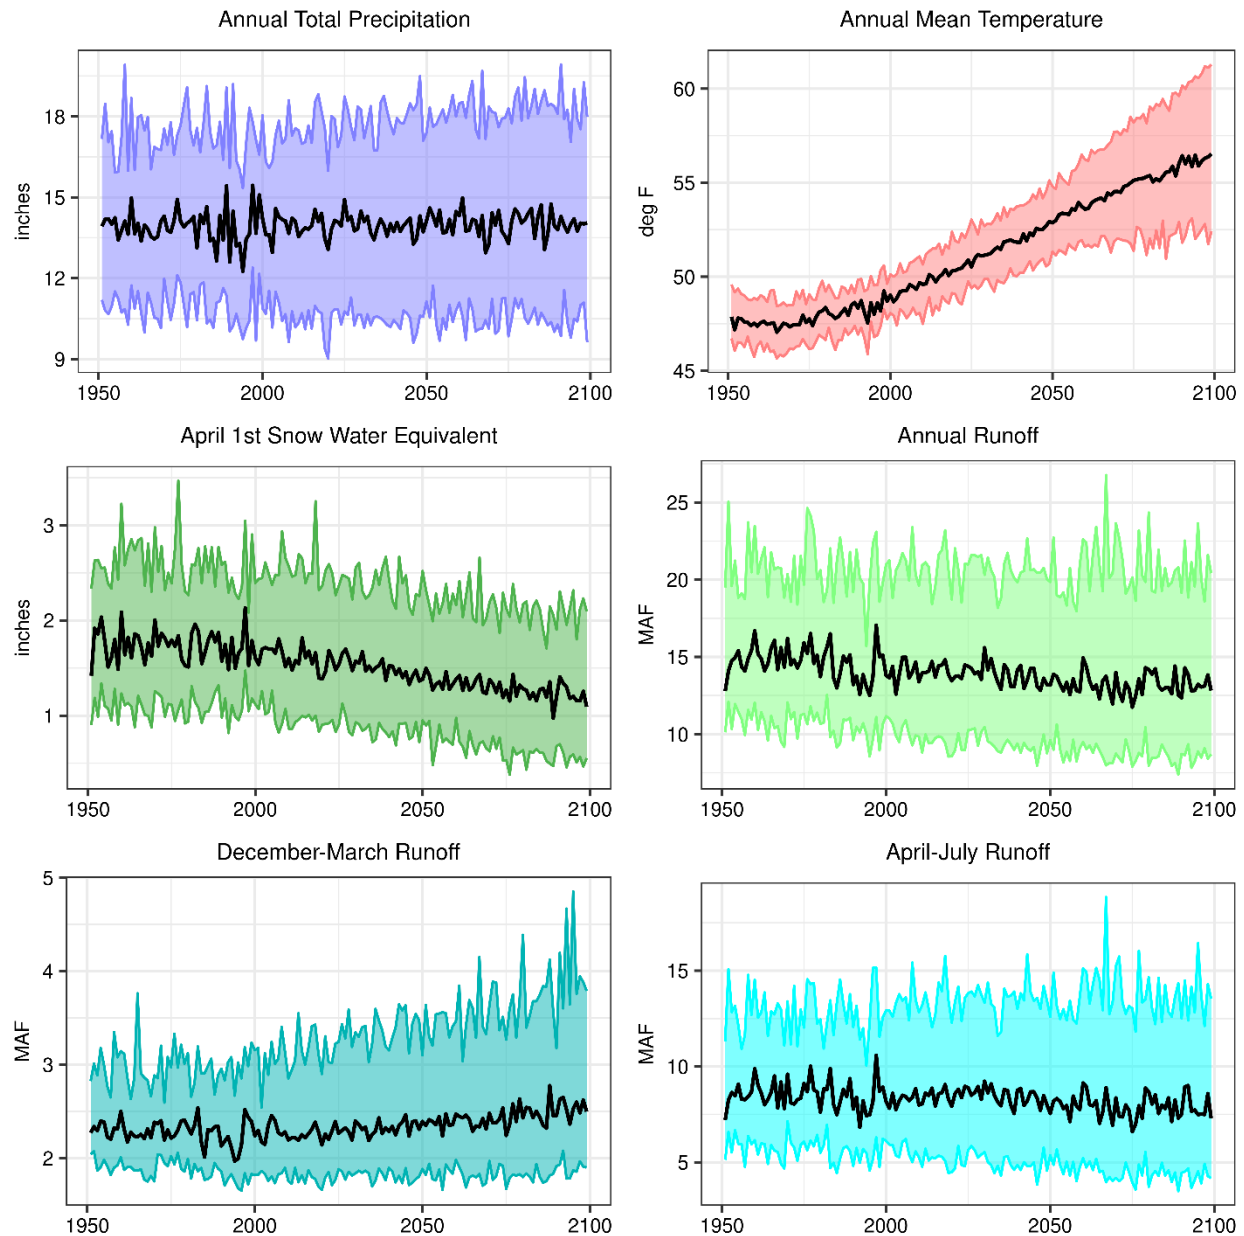 Annual Total Precipitation
inches
18
15
12
9
1950 2000 2050 2100
Annual Mean Temperature
deg F
60
55
50
45
1950 2000 2050 2100
April 1st Snow Water Equivalent
inches
3
2
1
1950 2000 2050 2100
Annual Runoff
MAF
25
20
15
10
1950 2000 2050 2100
December-March Runoff
MAF
5
4
3
2
1950 2000 2050 2100
April-July Runoff
MAF
15
10
5
1950 2000 2050 2100